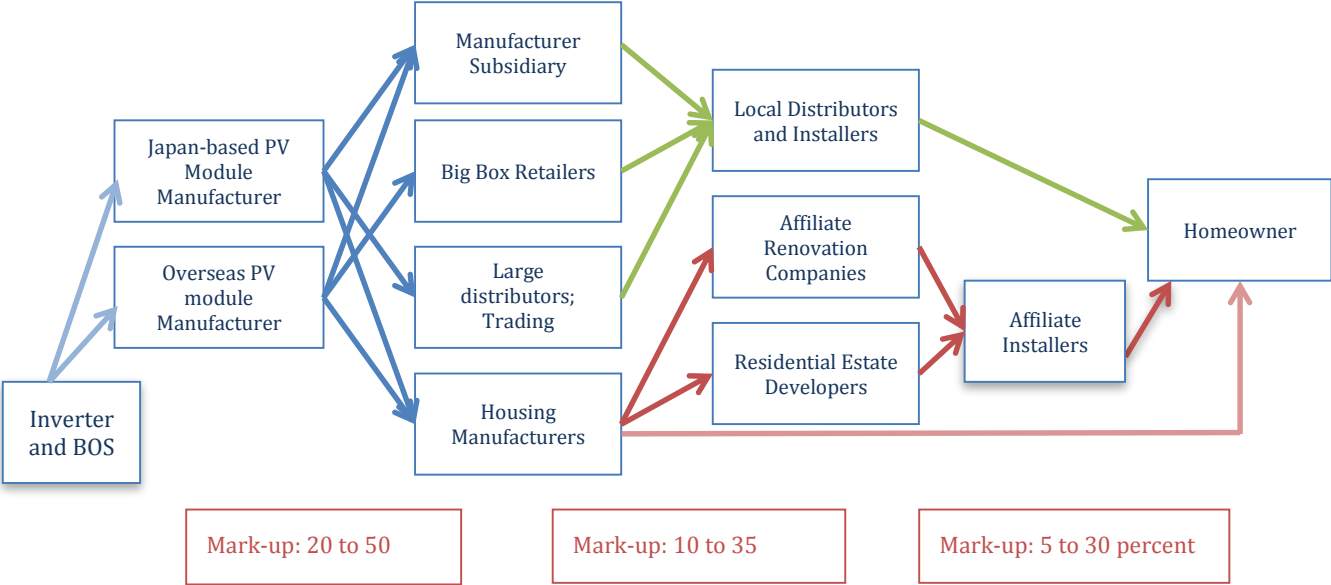 Manufacturer
Subsidiary
Local Distributors
and Installers
Japan-based PV
Module
Manufacturer
Big Box Retailers
Affiliate
Renovation
Companies
Homeowner
Overseas PV
module
Manufacturer
Large
distributors;
Trading
Affiliate
Installers
Residential Estate
Developers
Inverter
and BOS
Housing
Manufacturers
Mark-up: 20 to 50
Mark-up: 10 to 35
Mark-up: 5 to 30 percent